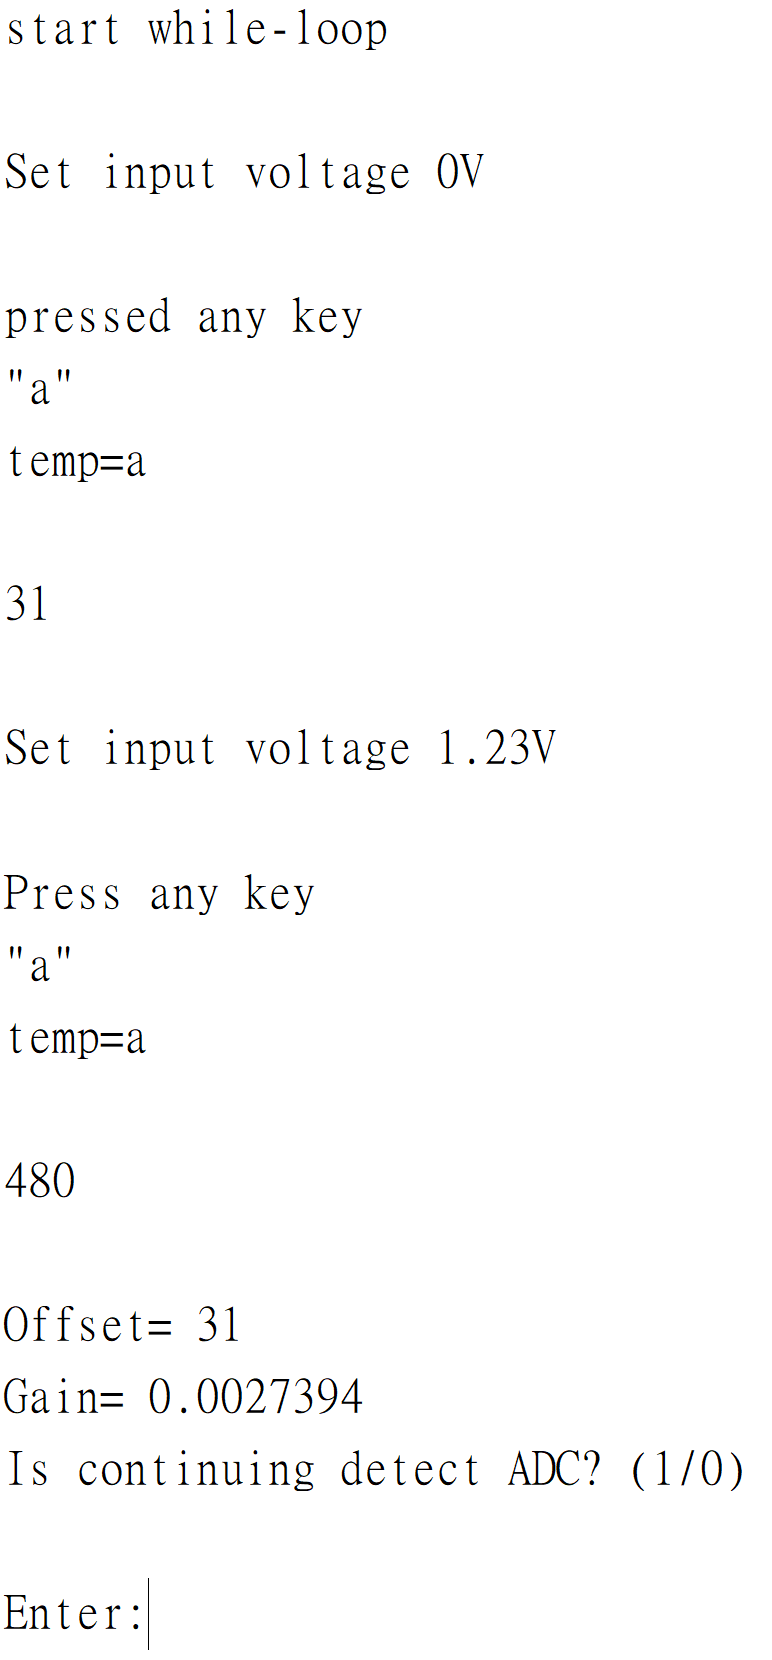 start while-loop
Set input voltage 0V
pressed any key
"a"
temp=a
31
Set input voltage 1.23V
Press any key
"a"
temp=a
480
Offset= 31
Gain= 0.0027394
Is continuing detect ADC? (1/0)
Enter: